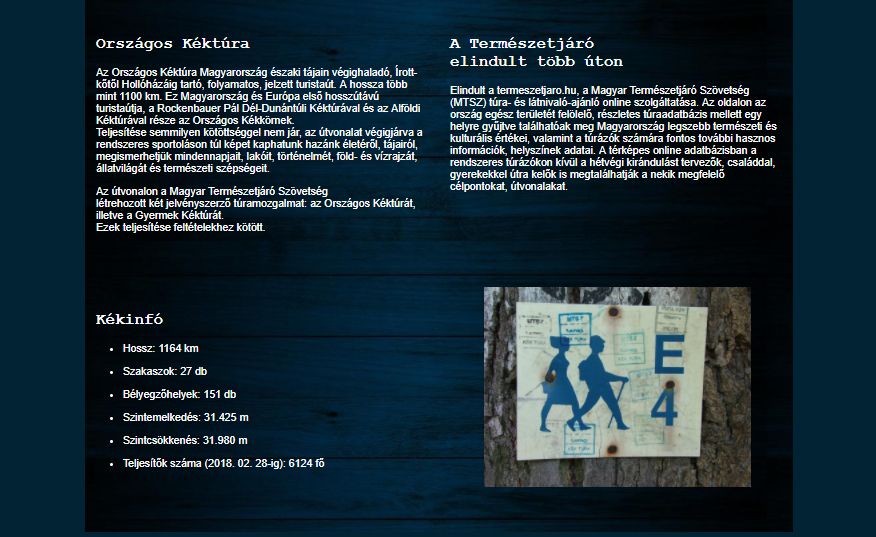 Országos Kéktúra
Az Országos Kéktúra Magyarország északi tájain végighaladó, Írott-
kőtől Hollóházáig tartó, folyamatos, jelzett turistaút. A hossza több
mint 1100 km. Ez Magyarország és Európa első hosszútávú
turistaútja, a Rockenbauer Pál Dél-Dunántúli Kéktúrával és az Alföldi
Kéktúrával része az Országos Kékkörnek.
Teljesítése semmilyen kötöttséggel nem jár, az útvonalat végigjárva a
rendszeres sportoláson túl képet kaphatunk hazánk életéről, tájairól,
megismerhetjük mindennapjait, lakóit, történelmét, föld- és vízrajzát,
állatvilágát és természeti szépségeit.
Az útvonalon a Magyar Természetjáró Szövetség
létrehozott két jelvényszerző túramozgalmat: az Országos Kéktúrát,
illetve a Gyermek Kéktúrát.
Ezek teljesítése feltételekhez kötött.
A Természetjáró
elindult több úton
Elindult a termeszetjaro.hu, a Magyar Természetjáró Szövetség
(MTSZ) túra- és látnivaló-ajánló online szolgáltatása. Az oldalon az
ország egész területét felölelő, részletes túraadatbázis mellett egy
helyre gyűjtve találhatóak meg Magyarország legszebb természeti és
kulturális értékei, valamint a túrázók számára fontos további hasznos
információk, helyszínek adatai. A térképes online adatbázisban a
rendszeres túrázókon kívül a hétvégi kirándulást tervezők, családdal,
gyerekekkel útra kelők is megtalálhatják a nekik megfelelő
célpontokat, útvonalakat.
Kékinfó
Hossz: 1164 km
Szakaszok: 27 db
Bélyegzőhelyek: 151 db
Szintemelkedés: 31.425 m
Szintcsökkenés: 31.980 m
Teljesítők száma (2018. 02. 28-ig): 6124 fő
E
4